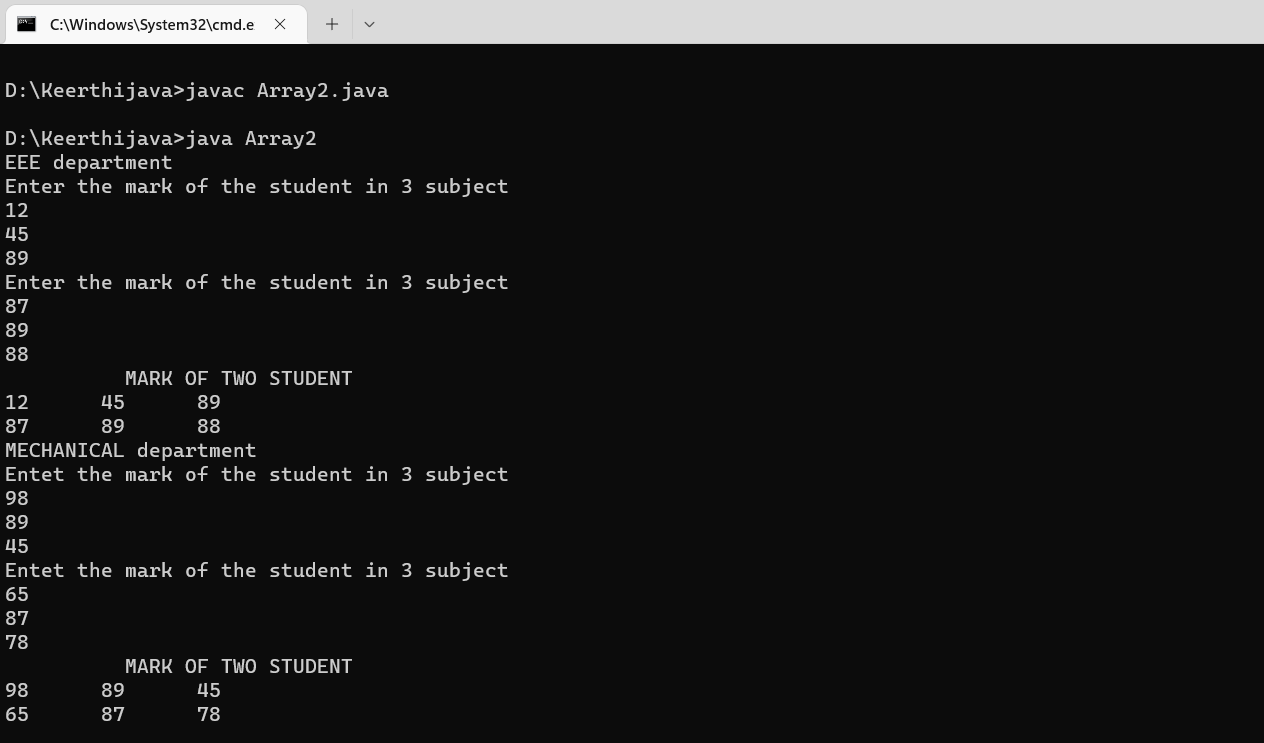 C:\Windows\System32\cmd.e
D:\Keerthijava>javac Array2.java
D:\Keerthijava>java Array2
EEE department
Enter the mark of the student in 3 subject
12
45
89
Enter the mark of the student in 3 subject
87
89
88
MARK OF TWO STUDENT
12 45 89
87 89 88
MECHANICAL department
Entet the mark of the student in 3 subject
98
89
45
Entet the mark of the student in 3 subject
65
87
78
MARK OF TWO STUDENT
98 89 45
65 87 78